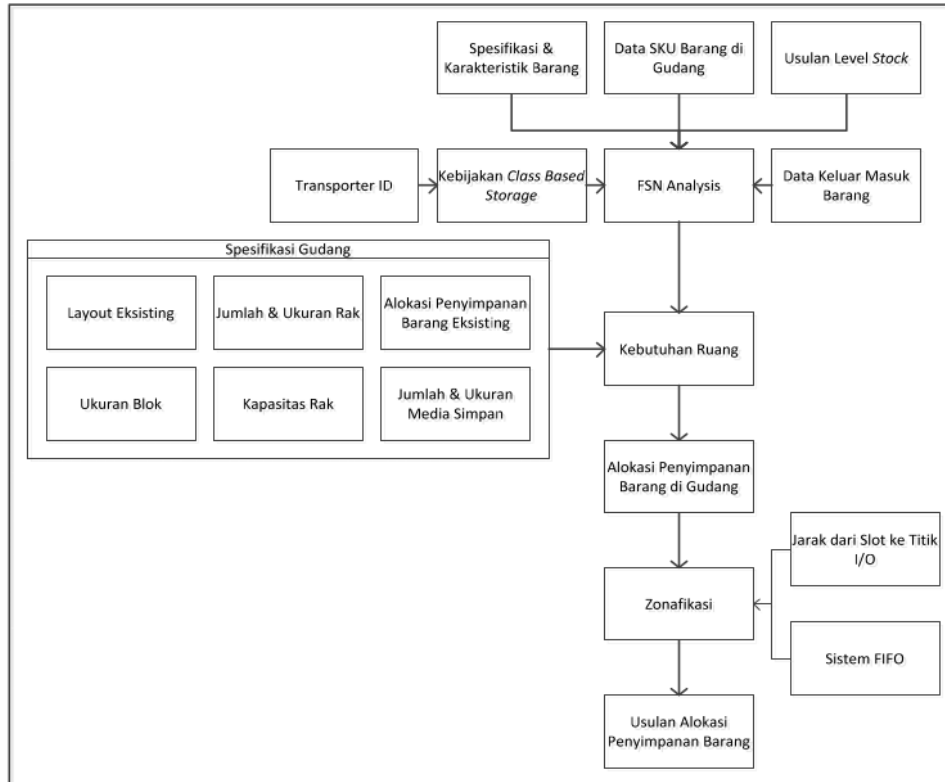 Spesifikasi &
Karakteristik Barang
Data SKU Barang di
Gudang
Usulan Level Stock
Transporter ID
Kebijakan Class Based
Storage
FSN Analysis
Data Keluar Masuk
Barang
Spesifikasi Gudang
Layout Eksisting
Jumlah & Ukuran Rak
Alokasi Penyimpanan
Barang Eksisting
Ukuran Blok
Kapasitas Rak
Jumlah & Ukuran
Media Simpan
Kebutuhan Ruang
Alokasi Penyimpanan
Barang di Gudang
Jarak dari Slot ke Titik
I/O
Zonafikasi
Sistem FIFO
Usulan Alokasi
Penyimpanan Barang